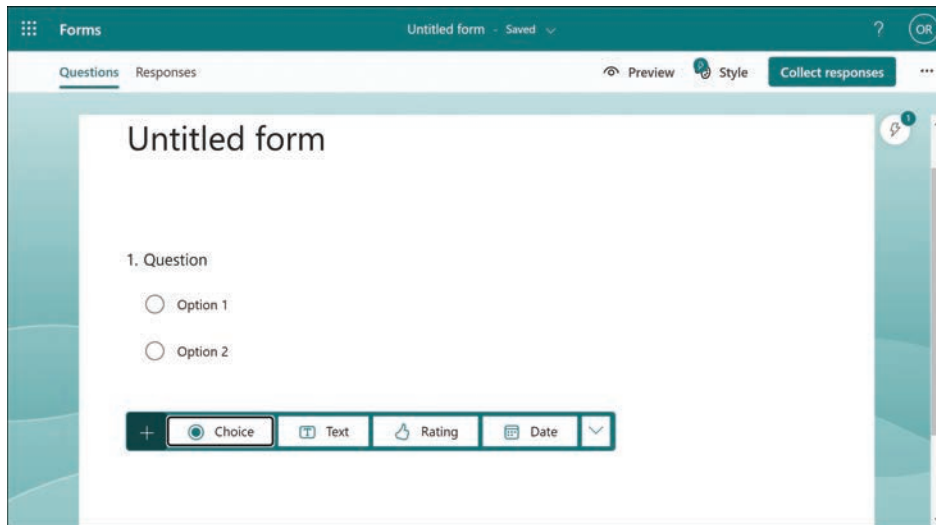 Forms
Untitled form - Saved
?
OR
Questions Responses
Preview
Style
Collect responses
...
Untitled form
1
1. Question
Option 1
Option 2
+ Choice Text Rating Date